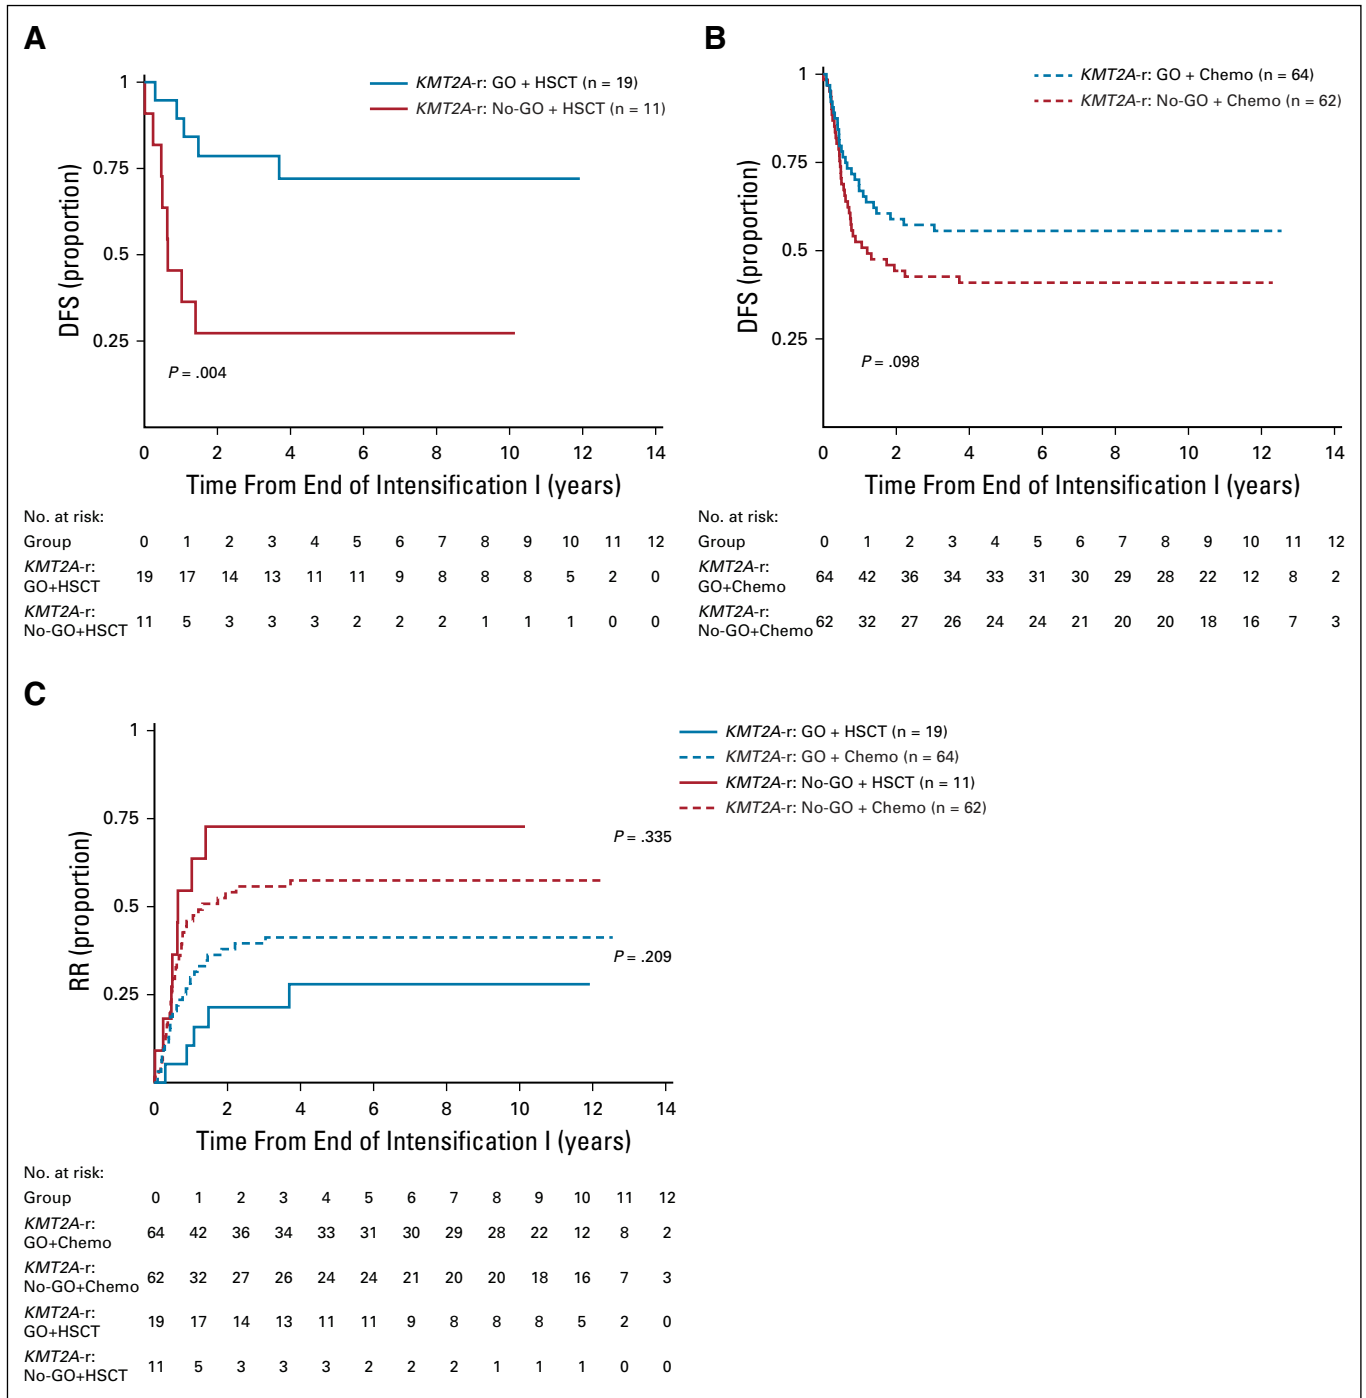 A
1
0.75
0.5
0.25
DFS (proportion)
KMT2A-r: GO + HSCT (n = 19)
KMT2A-r: No-GO + HSCT (n = 11)
P = .004
0 2 4 6 8 10 12 14
Time From End of Intensification I (years)
No. at risk:
Group 0 1 2 3 4 5 6 7 8 9 10 11 12
KMT2A-r:
GO+HSCT 19 17 14 13 11 11 9 8 8 8 5 2 0
KMT2A-r:
No-GO+HSCT 11 5 3 3 3 2 2 2 1 1 1 0 0
B
1
0.75
0.5
0.25
DFS (proportion)
KMT2A-r: GO + Chemo (n = 64)
KMT2A-r: No-GO + Chemo (n = 62)
P = .098
0 2 4 6 8 10 12 14
Time From End of Intensification I (years)
No. at risk:
Group 0 1 2 3 4 5 6 7 8 9 10 11 12
KMT2A-r:
GO+Chemo 64 42 36 34 33 31 30 29 28 22 12 8 2
KMT2A-r:
No-GO+Chemo 62 32 27 26 24 24 21 20 20 18 16 7 3
C
1
0.75
0.5
0.25
RR (proportion)
KMT2A-r: GO + HSCT (n = 19)
KMT2A-r: GO + Chemo (n = 64)
KMT2A-r: No-GO + HSCT (n = 11)
KMT2A-r: No-GO + Chemo (n = 62)
P = .335
P = .209
0 2 4 6 8 10 12 14
Time From End of Intensification I (years)
No. at risk:
Group 0 1 2 3 4 5 6 7 8 9 10 11 12
KMT2A-r:
GO+Chemo 64 42 36 34 33 31 30 29 28 22 12 8 2
KMT2A-r:
No-GO+Chemo 62 32 27 26 24 24 21 20 20 18 16 7 3
KMT2A-r:
GO+HSCT 19 17 14 13 11 11 9 8 8 8 5 2 0
KMT2A-r:
No-GO+HSCT 11 5 3 3 3 2 2 2 1 1 1 0 0